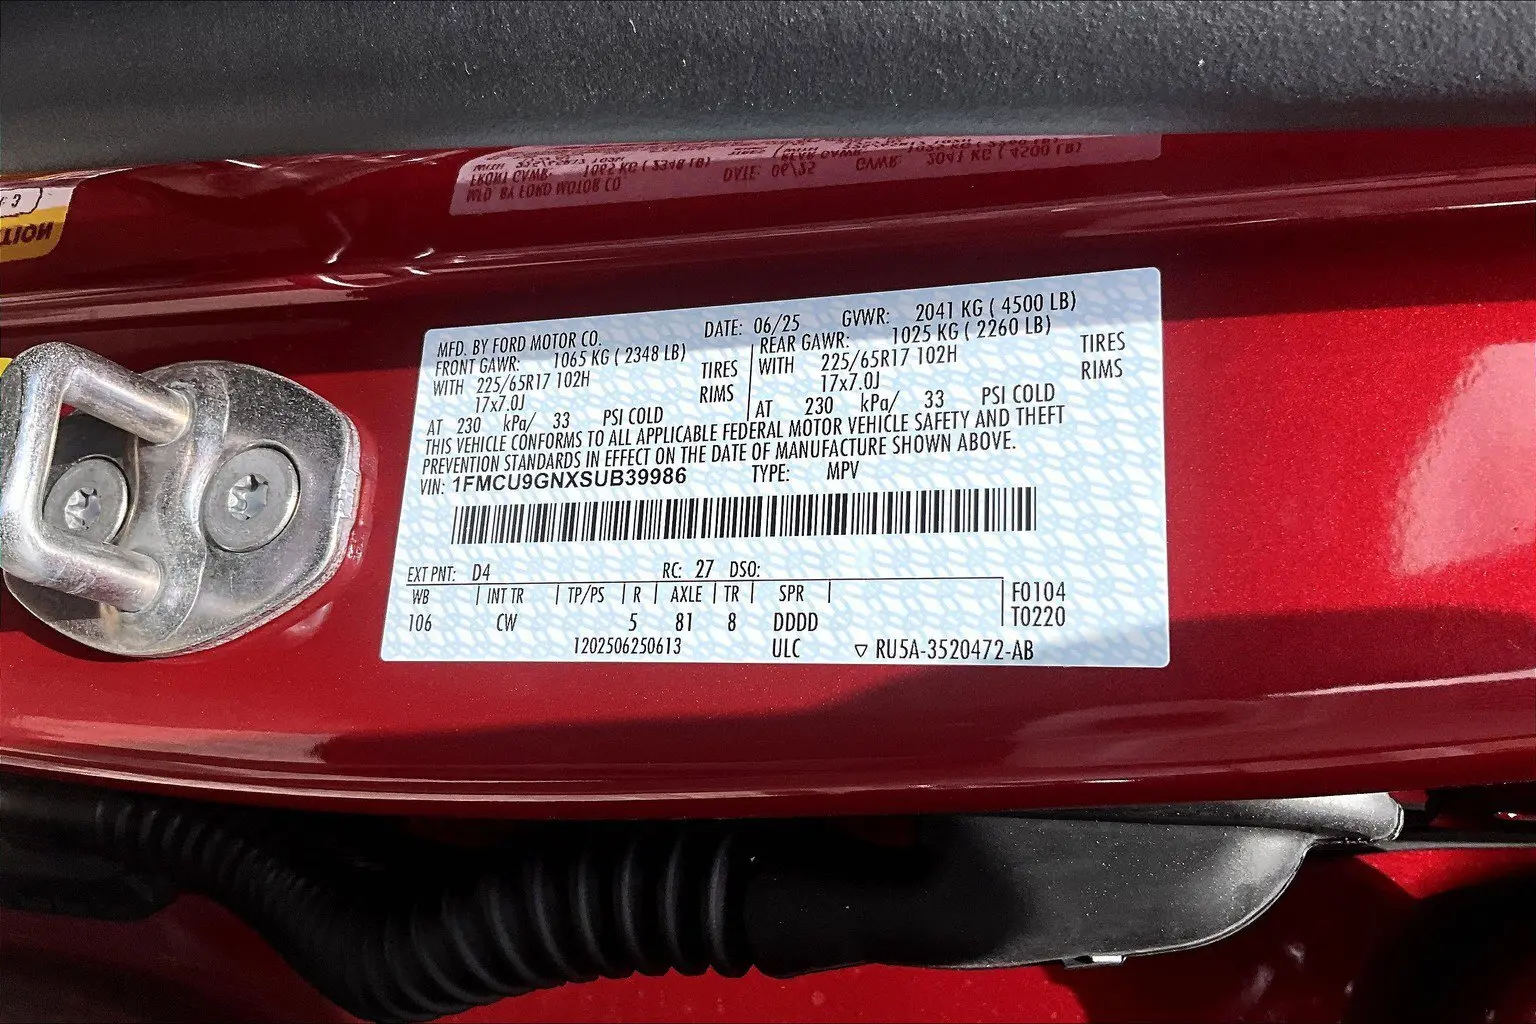 MFD. BY FORD MOTOR CO. DATE: 06/25 GVWR: 2041 KG ( 4500 LB)
FRONT GAWR: 1065 KG ( 2348 LB) REAR GAWR: 1025 KG ( 2260 LB)
WITH 225/65R17 102H TIRES WITH 225/65R17 102H TIRES
17x7.0J RIMS 17x7.0J RIMS
AT 230 kPa/ 33 PSI COLD AT 230 kPa/ 33 PSI COLD
THIS VEHICLE CONFORMS TO ALL APPLICABLE FEDERAL MOTOR VEHICLE SAFETY AND THEFT
PREVENTION STANDARDS IN EFFECT ON THE DATE OF MANUFACTURE SHOWN ABOVE.
VIN: 1FMCU9GNXSUB39986 TYPE: MPV
EXT PNT: D4 RC: 27 DSO:
WB INT TR TP/PS R AXLE TR SPR F0104
106 CW 5 81 8 DDDD T0220
1202506250613 ULC RU5A-3520472-AB